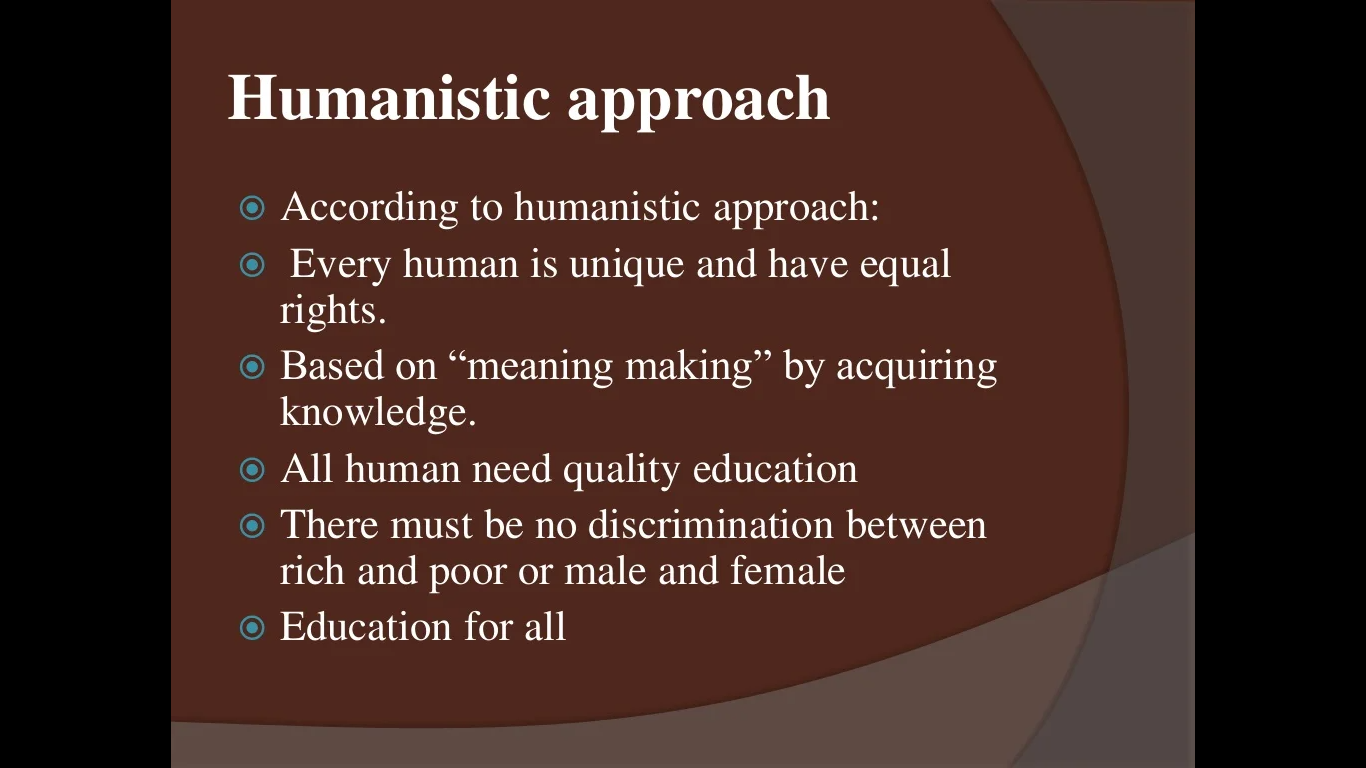 Humanistic approach
According to humanistic approach:
Every human is unique and have equal
rights.
Based on “meaning making” by acquiring
knowledge.
All human need quality education
There must be no discrimination between
rich and poor or male and female
Education for all